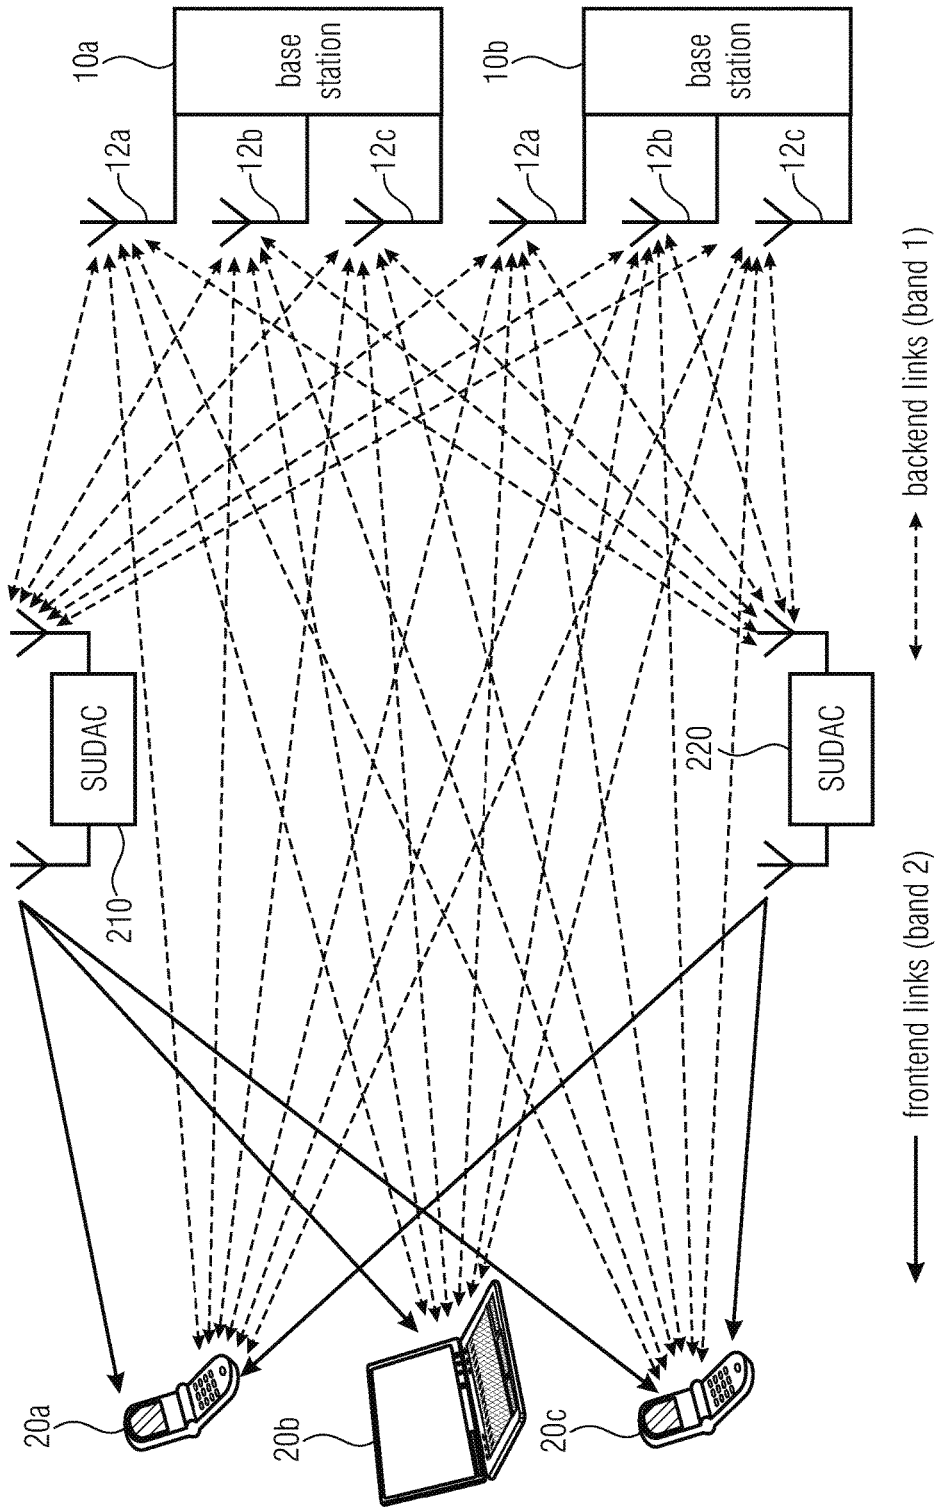 10a
base
station
12a
12b
12c
10b
base
station
12a
12b
12c
SUDAC
210
SUDAC
220
20a
20b
20c
backend links (band 1)
frontend links (band 2)